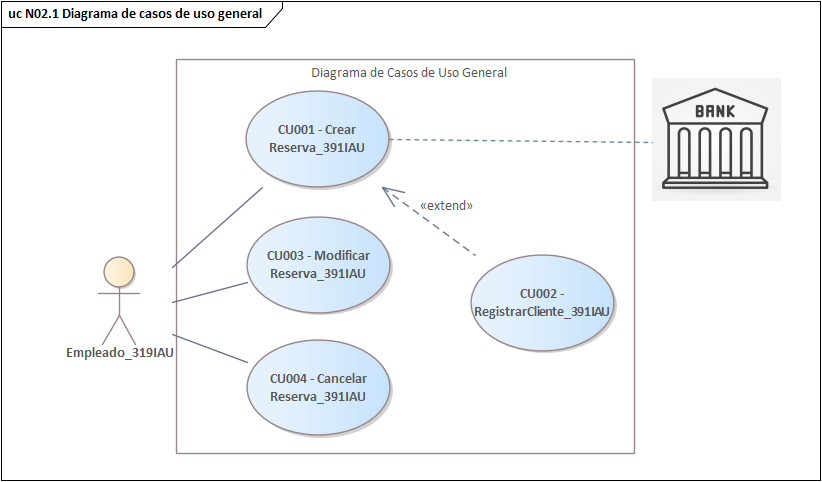 uc N02.1 Diagrama de casos de uso general
Diagrama de Casos de Uso General
CU001 - Crear
Reserva_391IAU
BANK
«extend»
CU003 - Modificar
Reserva_391IAU
CU002 -
RegistrarCliente_391IAU
Empleado_319IAU
CU004 - Cancelar
Reserva_391IAU